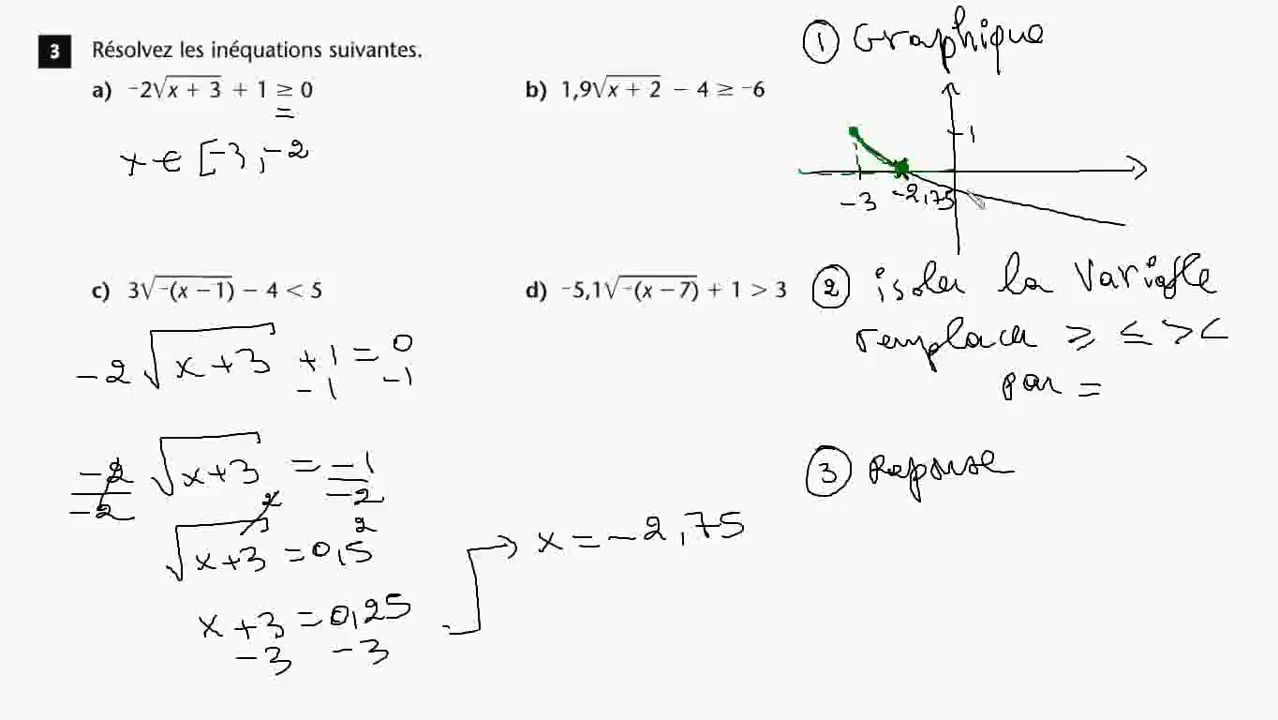 3 Résolvez les inéquations suivantes.
a) -2√x + 3 + 1 ≥ 0
x ∈ [-3, -2
b) 1,9√x + 2 - 4 ≥ -6
① Graphique
1
-3 -2,75
c) 3√-(x - 1) - 4 < 5
d) -5,1√-(x - 7) + 1 > 3
② isoler la variable
remplacer ≥ ≤ > <
par =
③ Reponse
-2√x+3 +1 = 0
-1 -1
-2√x+3 = -1
-2 -2
√x+3² = 0,5²
x+3 = 0,25
-3 -3
→ x = -2,75